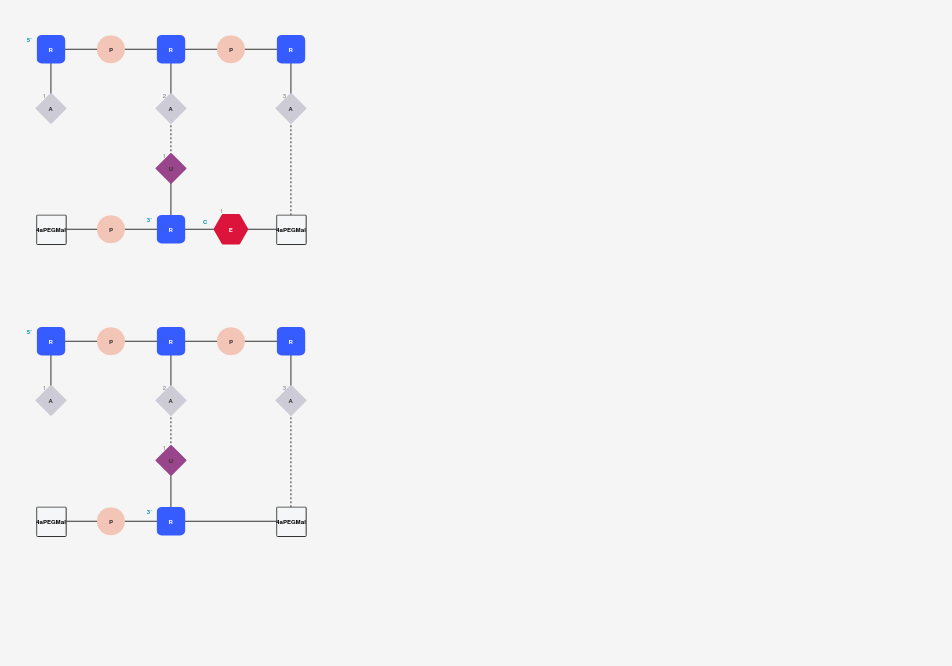 5'
R P R P R
1 2 3
A A A
1
U
3' C 1
4aPEGMal P R E 4aPEGMal
5'
R P R P R
1 2 3
A A A
1
U
3'
4aPEGMal P R 4aPEGMal